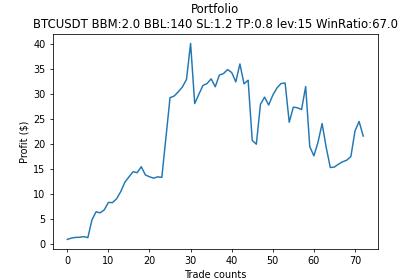 Portfolio
BTCUSDT BBM:2.0 BBL:140 SL:1.2 TP:0.8 lev:15 WinRatio:67.0
40
35
30
25
20
15
10
5
0
Profit ($)
0 10 20 30 40 50 60 70
Trade counts